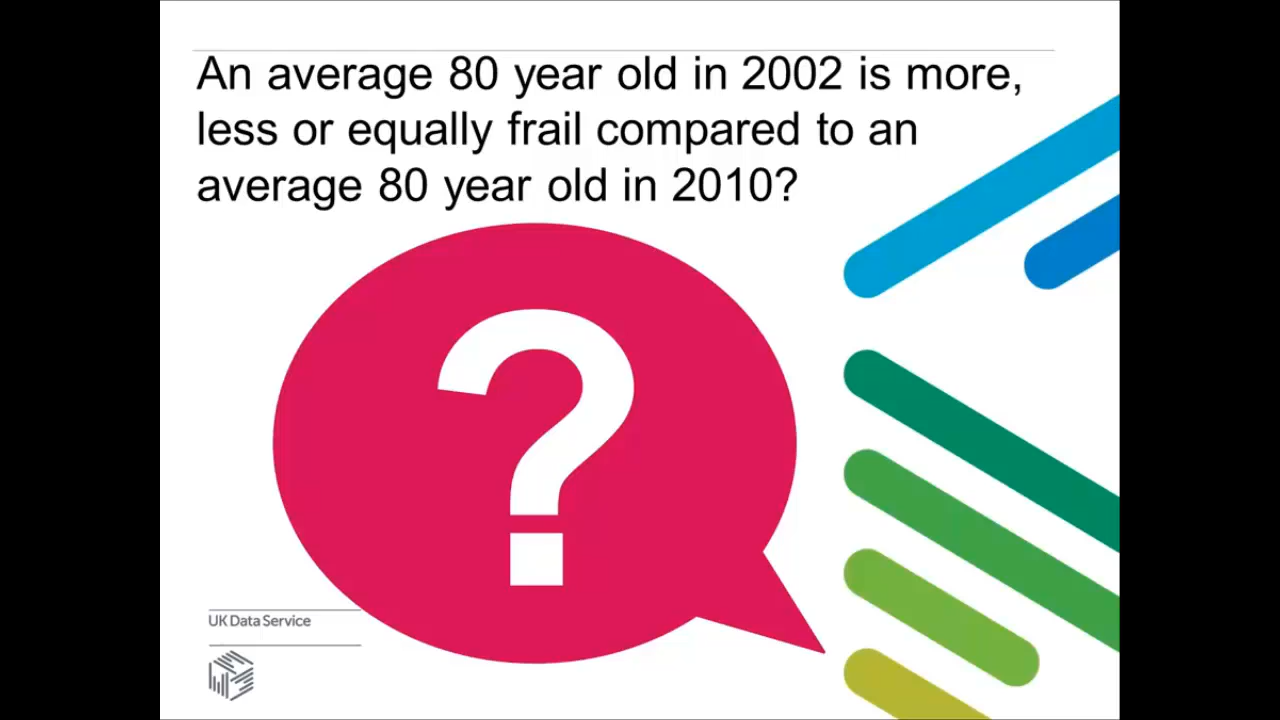 An average 80 year old in 2002 is more,
less or equally frail compared to an
average 80 year old in 2010?
?
UK Data Service